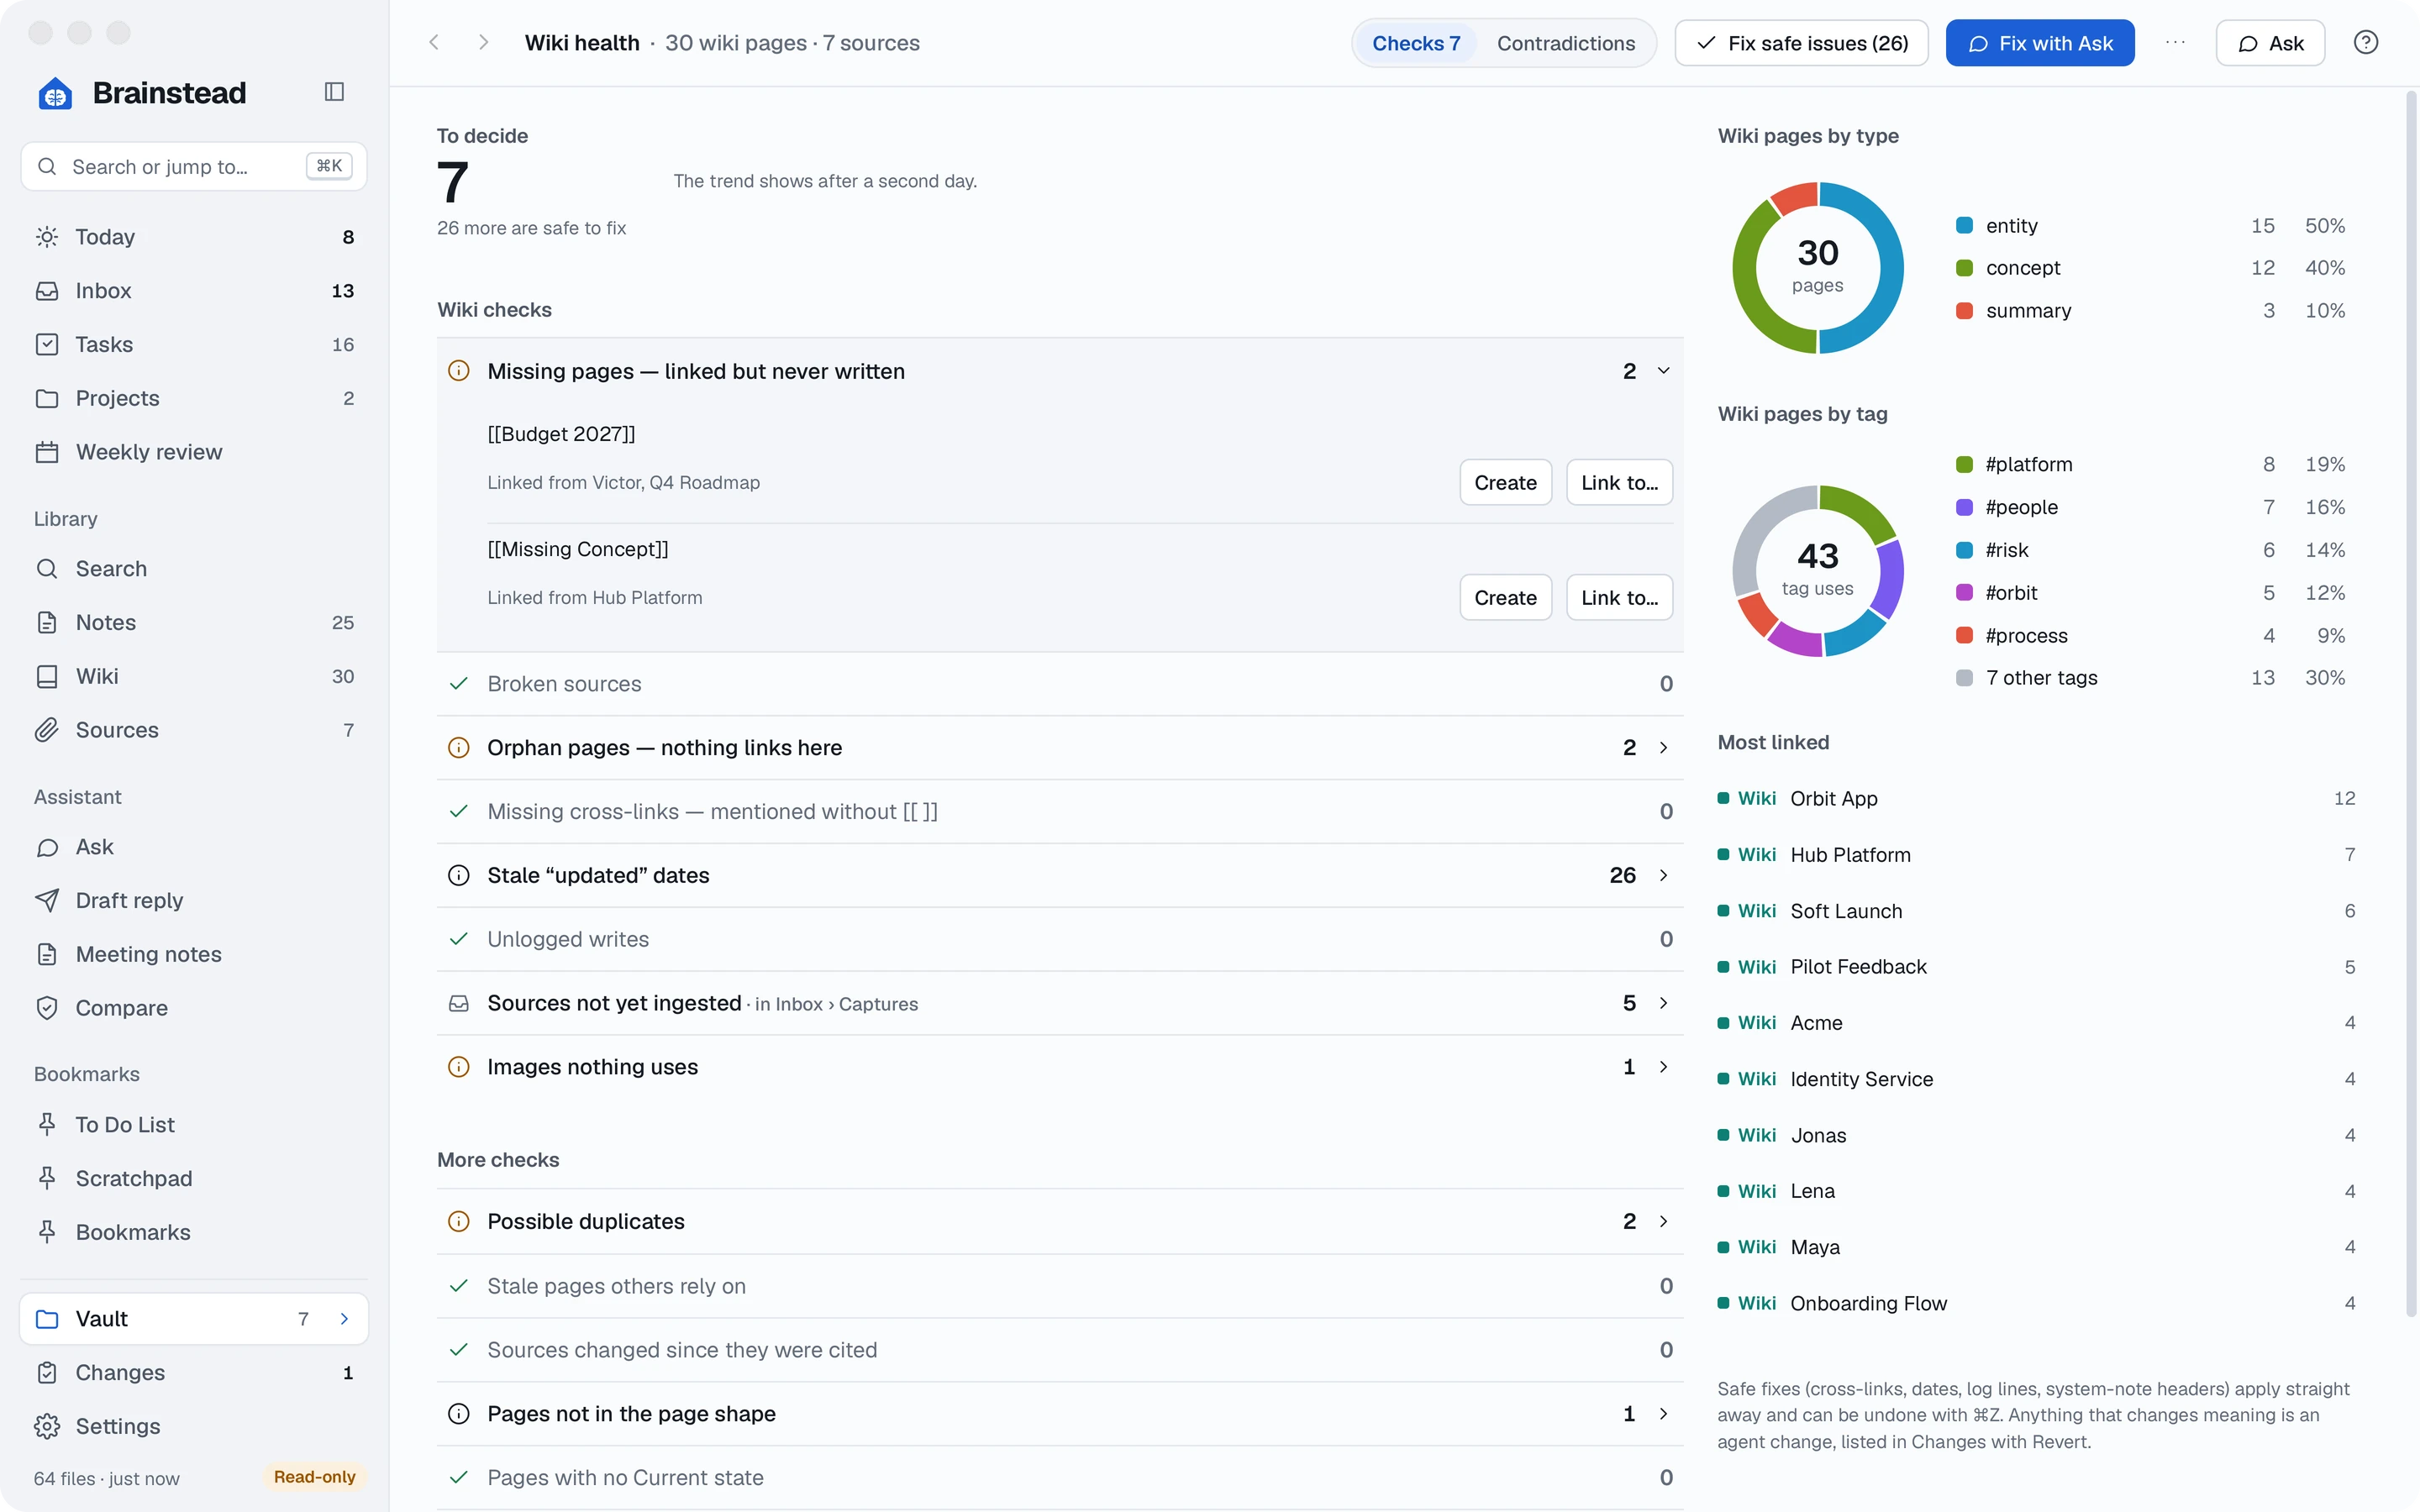 Brainstead
Search or jump to… ⌘K
Today 8
Inbox 13
Tasks 16
Projects 2
Weekly review
Library
Search
Notes 25
Wiki 30
Sources 7
Assistant
Ask
Draft reply
Meeting notes
Compare
Bookmarks
To Do List
Scratchpad
Bookmarks
Vault 7
Changes 1
Settings
64 files · just now Read-only
Wiki health · 30 wiki pages · 7 sources
Checks 7 Contradictions
Fix safe issues (26)
Fix with Ask
···
Ask
?
To decide
7
The trend shows after a second day.
26 more are safe to fix
Wiki checks
Missing pages — linked but never written 2
[[Budget 2027]]
Linked from Victor, Q4 Roadmap Create Link to…
[[Missing Concept]]
Linked from Hub Platform Create Link to…
Broken sources 0
Orphan pages — nothing links here 2
Missing cross-links — mentioned without [[ ]] 0
Stale “updated” dates 26
Unlogged writes 0
Sources not yet ingested · in Inbox › Captures 5
Images nothing uses 1
More checks
Possible duplicates 2
Stale pages others rely on 0
Sources changed since they were cited 0
Pages not in the page shape 1
Pages with no Current state 0
Wiki pages by type
30
pages
entity 15 50%
concept 12 40%
summary 3 10%
Wiki pages by tag
43
tag uses
#platform 8 19%
#people 7 16%
#risk 6 14%
#orbit 5 12%
#process 4 9%
7 other tags 13 30%
Most linked
Wiki Orbit App 12
Wiki Hub Platform 7
Wiki Soft Launch 6
Wiki Pilot Feedback 5
Wiki Acme 4
Wiki Identity Service 4
Wiki Jonas 4
Wiki Lena 4
Wiki Maya 4
Wiki Onboarding Flow 4
Safe fixes (cross-links, dates, log lines, system-note headers) apply straight
away and can be undone with ⌘Z. Anything that changes meaning is an
agent change, listed in Changes with Revert.